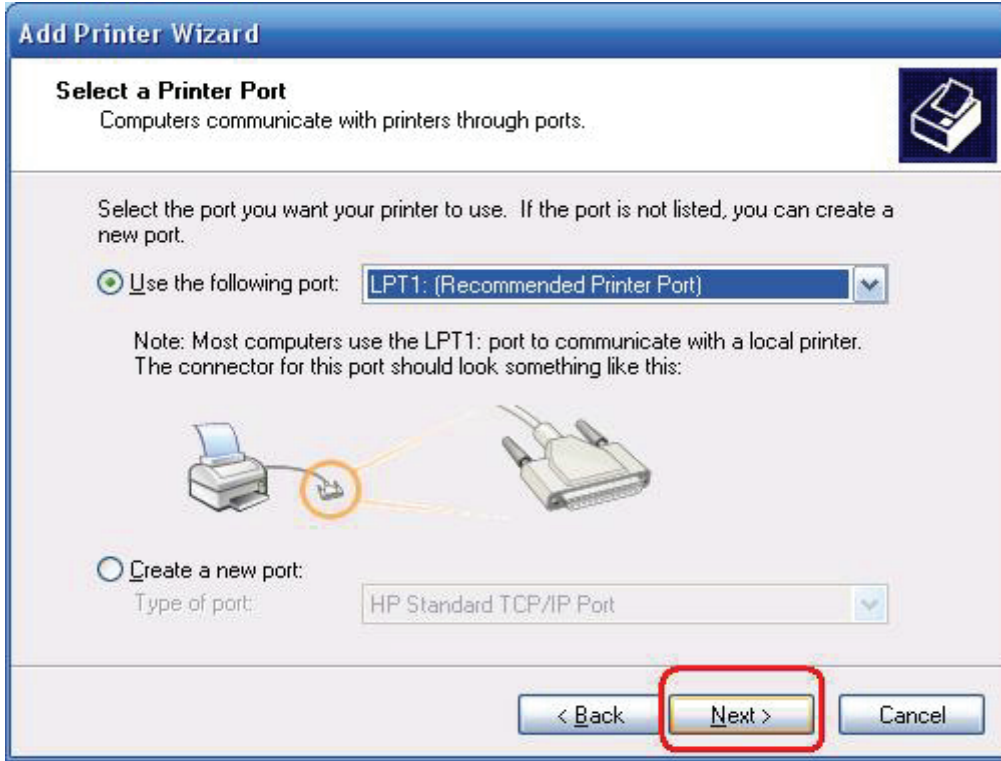 Add Printer Wizard
Select a Printer Port
Computers communicate with printers through ports.
Select the port you want your printer to use.  If the port is not listed, you can create a
new port.
Use the following port: LPT1: (Recommended Printer Port)
Note: Most computers use the LPT1: port to communicate with a local printer.
The connector for this port should look something like this:
Create a new port:
Type of port: HP Standard TCP/IP Port
< Back Next > Cancel